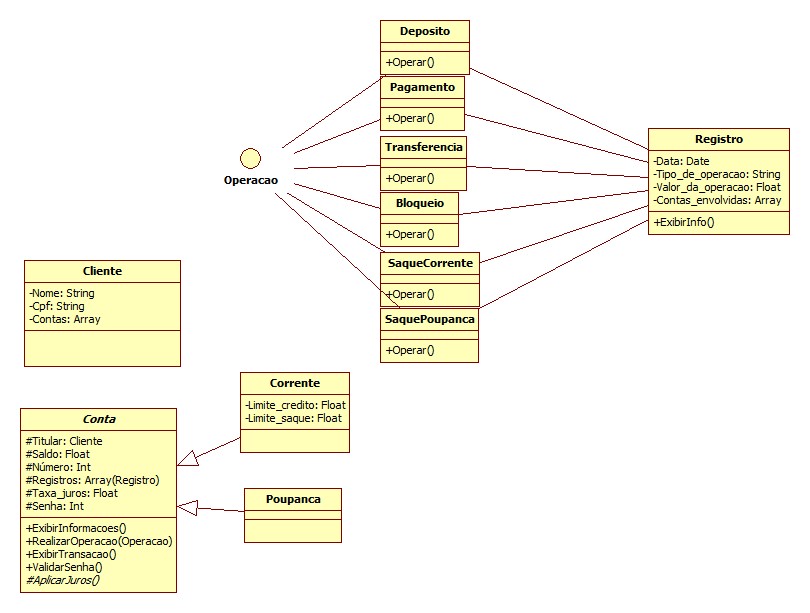 Deposito
+Operar()
Pagamento
+Operar()
Transferencia
+Operar()
Bloqueio
+Operar()
SaqueCorrente
+Operar()
SaquePoupanca
+Operar()
Operacao
Registro
-Data: Date
-Tipo_de_operacao: String
-Valor_da_operacao: Float
-Contas_envolvidas: Array
+ExibirInfo()
Cliente
-Nome: String
-Cpf: String
-Contas: Array
Corrente
-Limite_credito: Float
-Limite_saque: Float
Conta
#Titular: Cliente
#Saldo: Float
#Número: Int
#Registros: Array(Registro)
#Taxa_juros: Float
#Senha: Int
+ExibirInformacoes()
+RealizarOperacao(Operacao)
+ExibirTransacao()
+ValidarSenha()
#AplicarJuros()
Poupanca